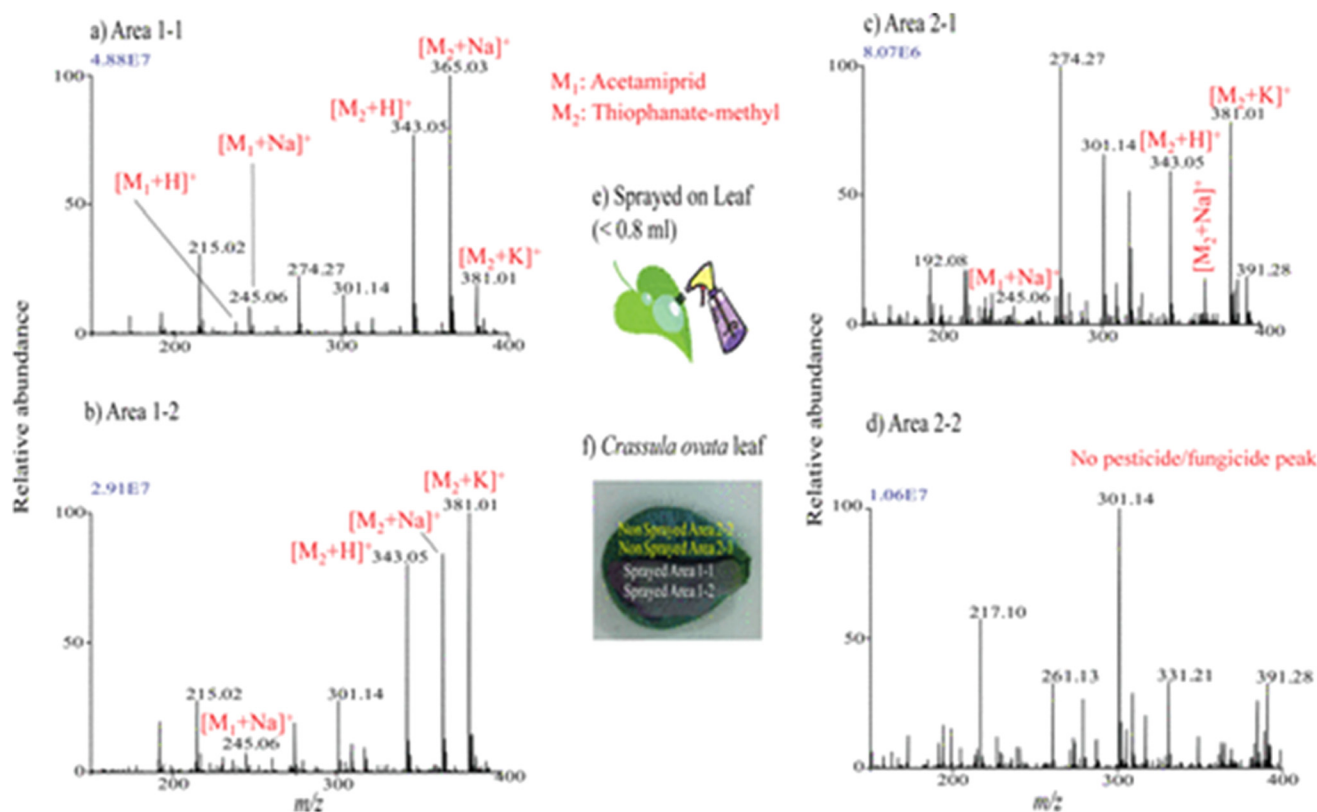 a) Area 1-1
4.88E7
100
50
0
[M₁+H]⁺
[M₁+Na]⁺
[M₂+H]⁺
[M₂+Na]⁺
365.03
343.05
215.02
245.06
274.27
301.14
[M₂+K]⁺
381.01
200
300
400
Relative abundance
b) Area 1-2
2.91E7
100
50
0
[M₂+K]⁺
381.01
[M₂+Na]⁺
[M₂+H]⁺
343.05
215.02
[M₁+Na]⁺
245.06
301.14
200
300
400
m/z
M₁: Acetamiprid
M₂: Thiophanate-methyl
e) Sprayed on Leaf
(< 0.8 ml)
f) Crassula ovata leaf
Non Sprayed Area 2-2
Non Sprayed Area 2-1
Sprayed Area 1-1
Sprayed Area 1-2
c) Area 2-1
8.07E6
100
50
0
274.27
301.14
[M₂+H]⁺
343.05
[M₂+K]⁺
381.01
[M₂+Na]⁺
192.08
[M₁+Na]⁺
245.06
391.28
200
300
400
Relative abundance
d) Area 2-2
No pesticide/fungicide peak
1.06E7
100
50
0
301.14
217.10
261.13
331.21
391.28
200
300
400
m/z